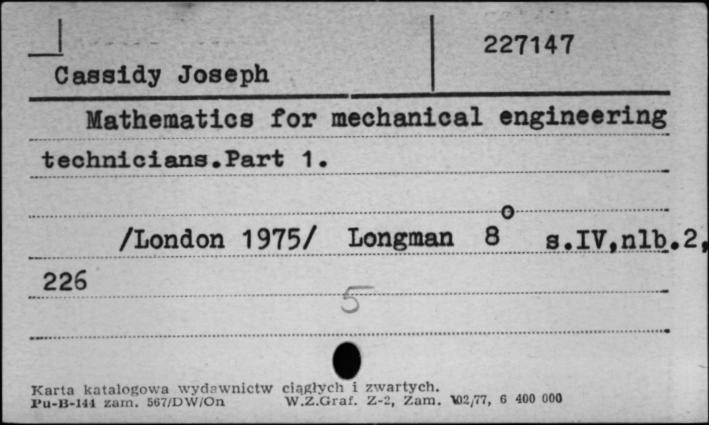 227147
Cassidy Joseph
Mathematics for mechanical engineering
technicians.Part 1.
/London 1975/ Longman 8° s.IV,nlb.2,
226
5
Karta katalogowa wydawnictw ciągłych i zwartych.
Pu-B-144 zam. 567/DW/On W.Z.Graf. Z-2, Zam. 102/77, 6 400 000